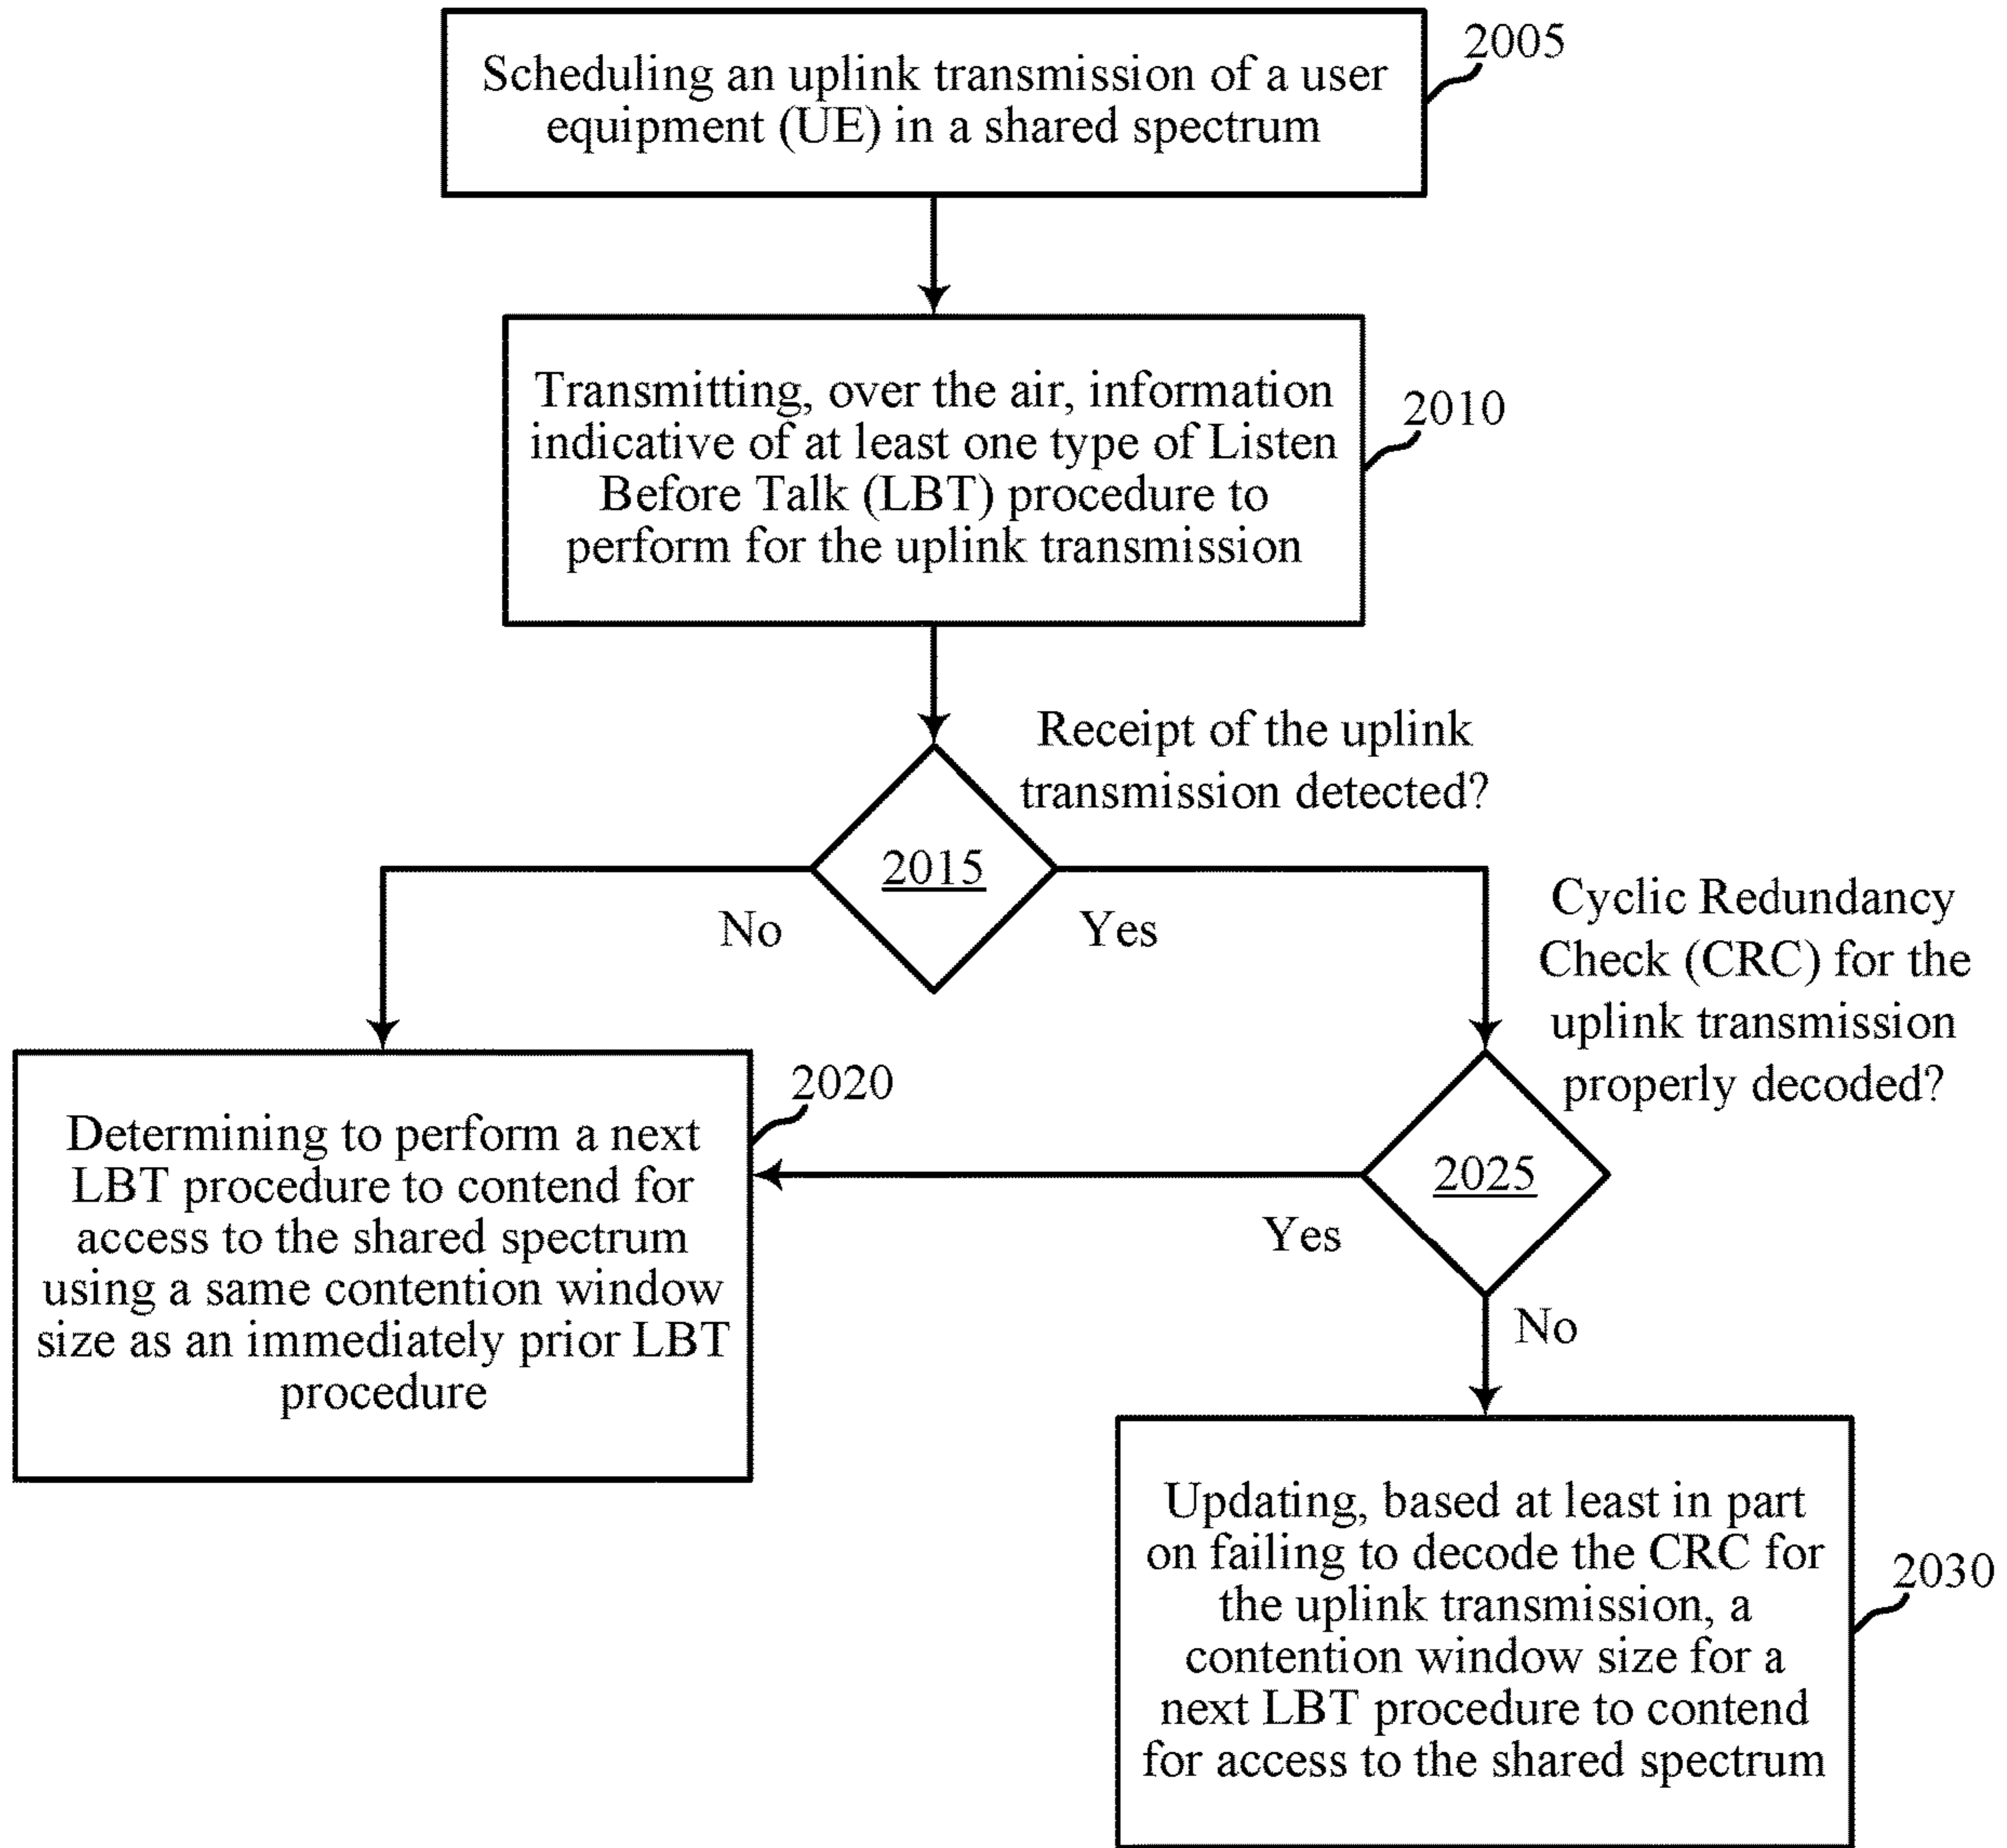 2005
Scheduling an uplink transmission of a user
equipment (UE) in a shared spectrum
2010
Transmitting, over the air, information
indicative of at least one type of Listen
Before Talk (LBT) procedure to
perform for the uplink transmission
Receipt of the uplink
transmission detected?
2015
No
Yes
Cyclic Redundancy
Check (CRC) for the
uplink transmission
properly decoded?
2020
Determining to perform a next
LBT procedure to contend for
access to the shared spectrum
using a same contention window
size as an immediately prior LBT
procedure
2025
Yes
No
Updating, based at least in part
on failing to decode the CRC for
the uplink transmission, a
contention window size for a
next LBT procedure to contend
for access to the shared spectrum
2030